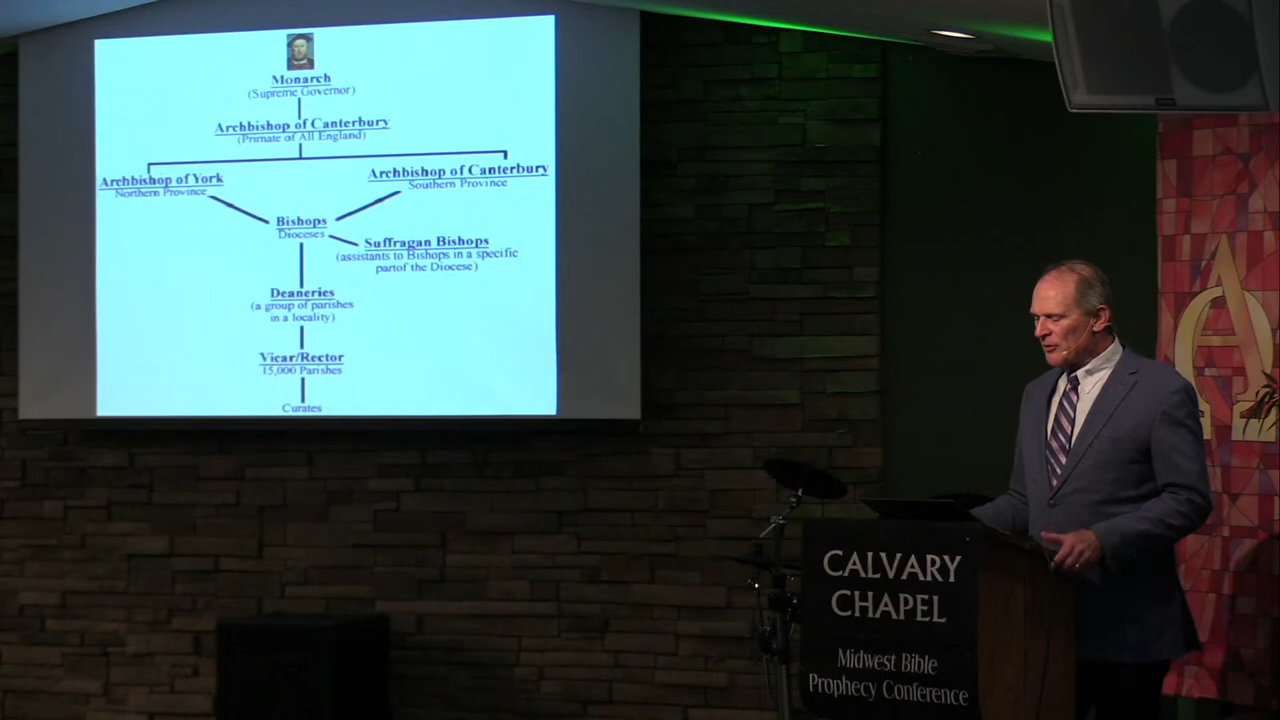 Monarch
(Supreme Governor)
Archbishop of Canterbury
(Primate of All England)
Archbishop of York
Northern Province
Archbishop of Canterbury
Southern Province
Bishops
Dioceses
Suffragan Bishops
(assistants to Bishops in a specific
partof the Diocese)
Deaneries
(a group of parishes
in a locality)
Vicar/Rector
15,000 Parishes
Curates
CALVARY
CHAPEL
Midwest Bible
Prophecy Conference